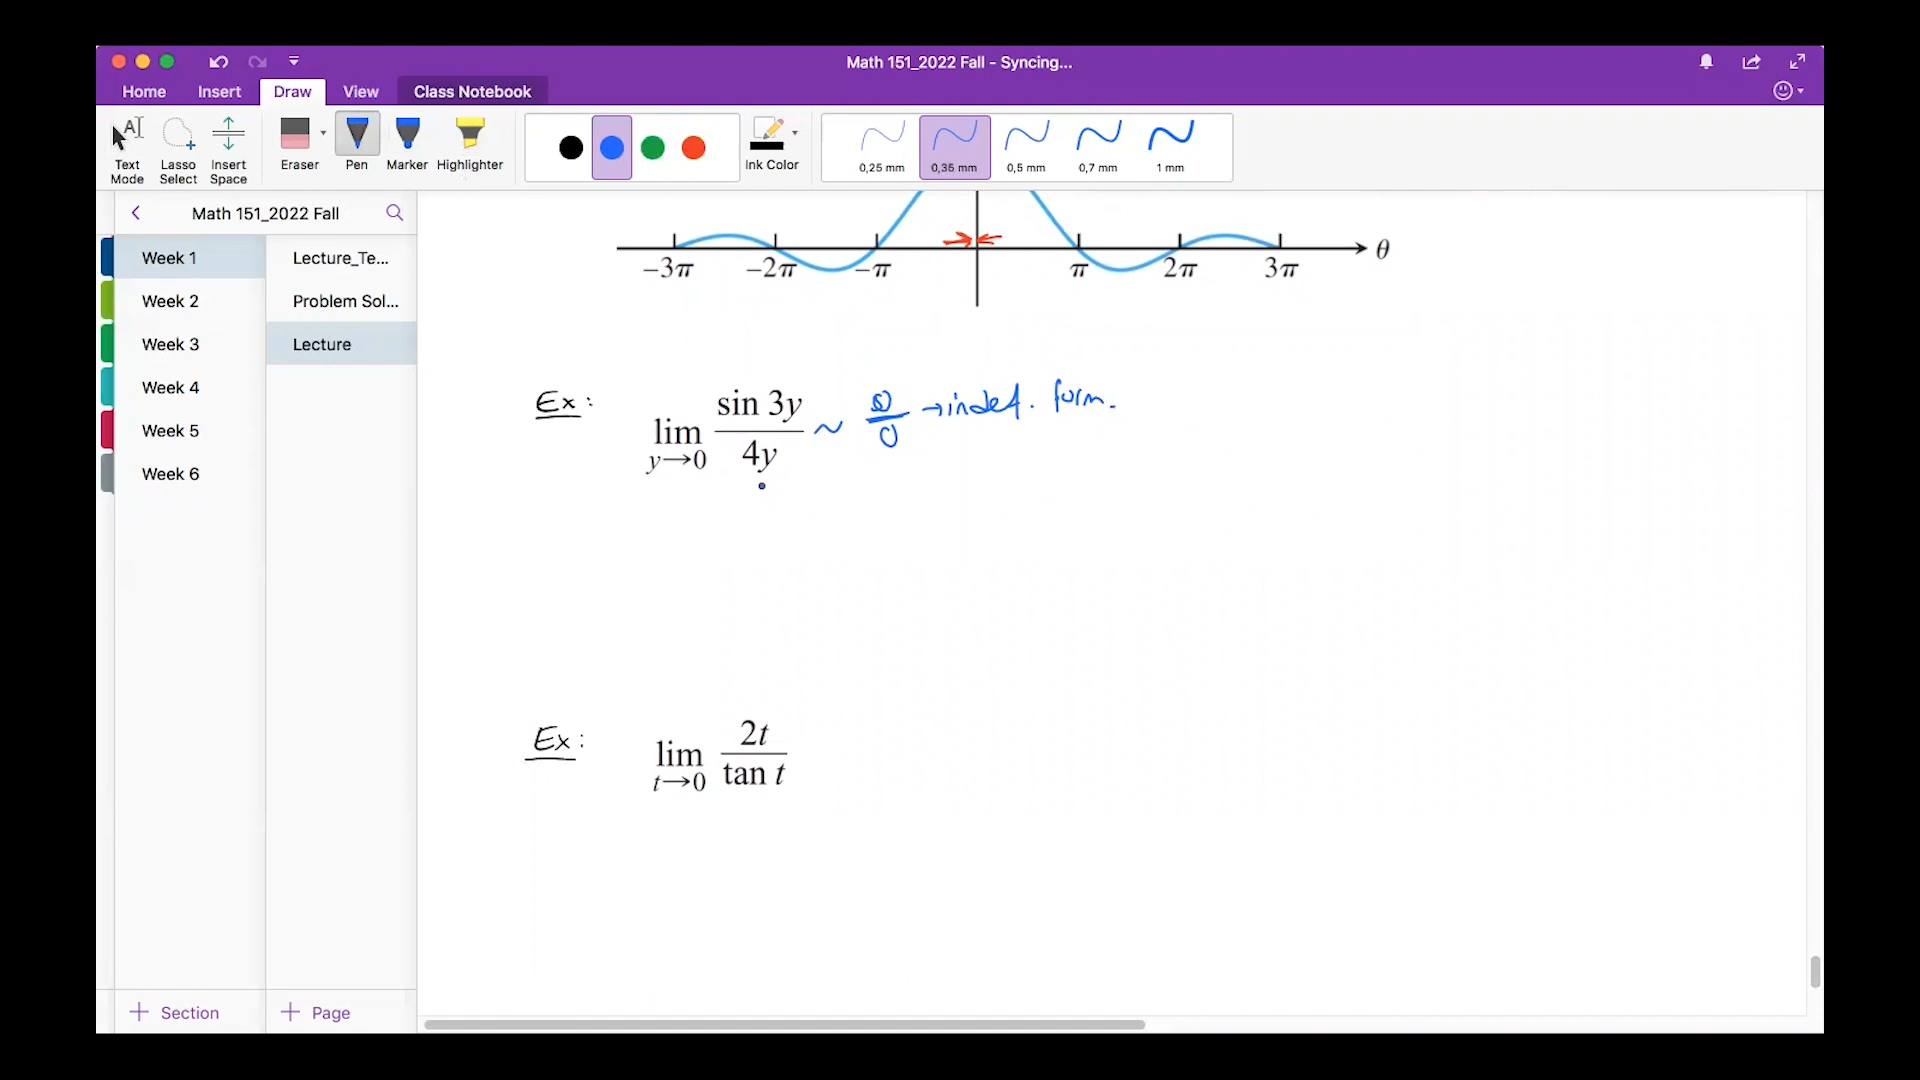 Math 151_2022 Fall - Syncing...
Home Insert Draw View Class Notebook
Text Mode
Lasso Select
Insert Space
Eraser
Pen
Marker
Highlighter
Ink Color
0,25 mm
0,35 mm
0,5 mm
0,7 mm
1 mm
Math 151_2022 Fall
Week 1
Week 2
Week 3
Week 4
Week 5
Week 6
Lecture_Te...
Problem Sol...
Lecture
−3π −2π −π π 2π 3π θ
Ex: lim y→0 sin 3y / 4y ~ 0/0 → indet. form.
Ex: lim t→0 2t / tan t
+ Section
+ Page